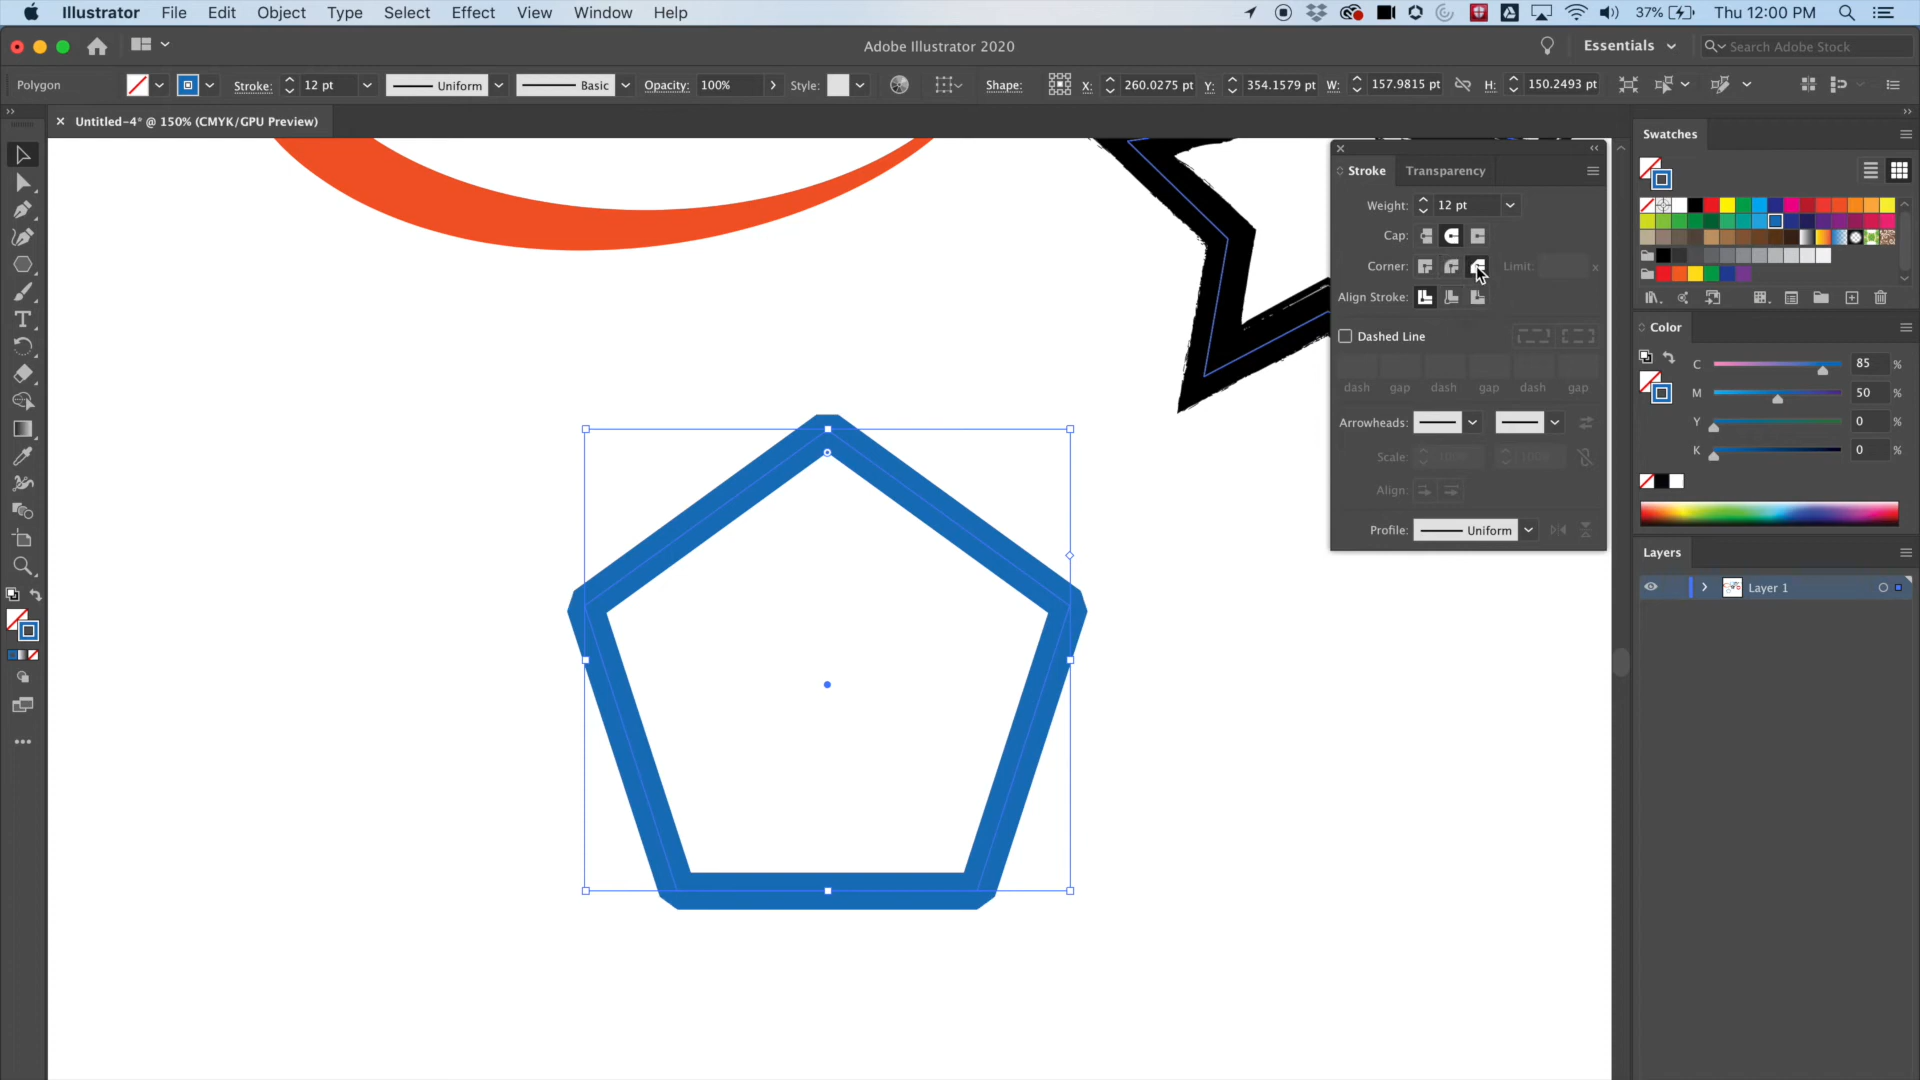 Illustrator File Edit Object Type Select Effect View Window Help 37% Thu 12:00 PM
Adobe Illustrator 2020 Essentials Search Adobe Stock
Polygon Stroke: 12 pt Uniform Basic Opacity: 100% Style: Shape: X: 260.0275 pt Y: 354.1579 pt W: 157.9815 pt H: 150.2493 pt
Untitled-4* @ 150% (CMYK/GPU Preview)
Stroke Transparency
Weight: 12 pt
Cap:
Corner: Limit: x
Align Stroke:
Dashed Line
dash gap dash gap dash gap
Arrowheads:
Scale: 100% 100%
Align:
Profile: Uniform
Swatches
Color
C 85 %
M 50 %
Y 0 %
K 0 %
Layers
Layer 1